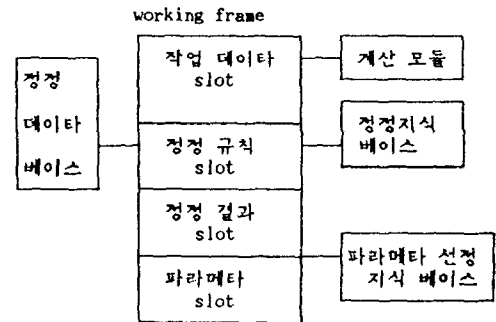 working frame
정정
데이타
베이스
작업 데이타
slot
정정 규칙
slot
정정 결과
slot
파라메타
slot
계산 모듈
정정지식
베이스
파라메타 선정
지식 베이스